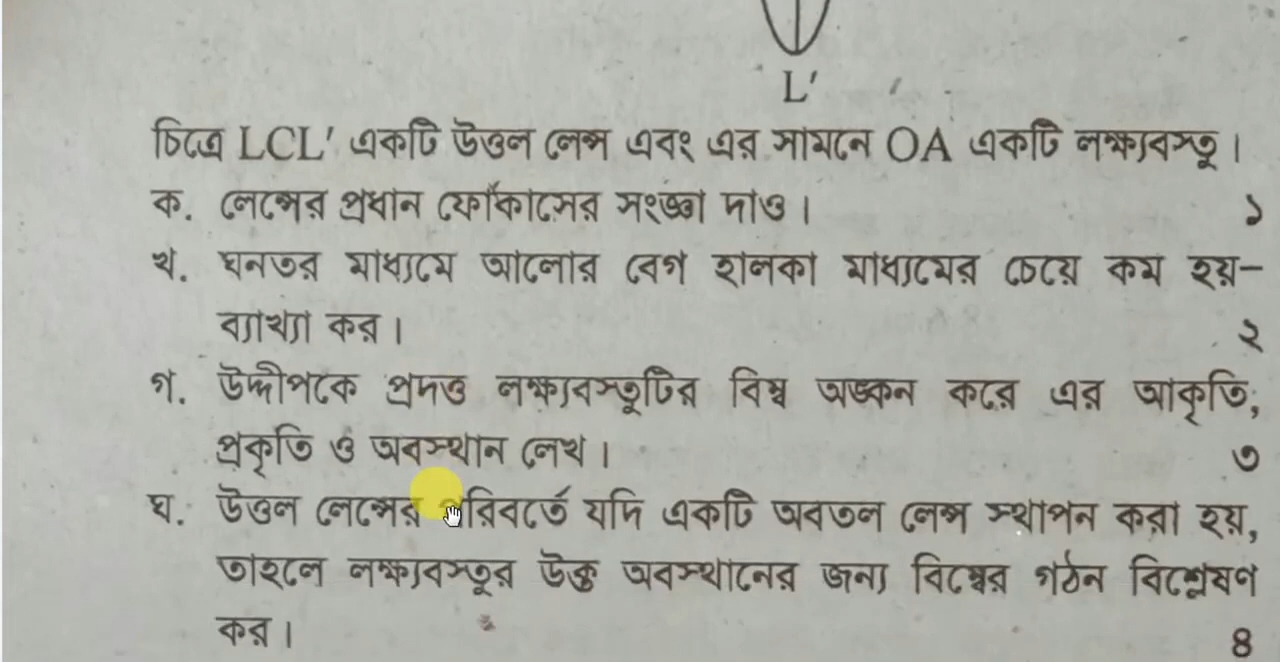 L′
চিত্রে LCL′ একটি উত্তল লেন্স এবং এর সামনে OA একটি লক্ষ্যবস্তু।
ক. লেন্সের প্রধান ফোকাসের সংজ্ঞা দাও। ১
খ. ঘনতর মাধ্যমে আলোর বেগ হালকা মাধ্যমের চেয়ে কম হয়–
ব্যাখ্যা কর। ২
গ. উদ্দীপকে প্রদত্ত লক্ষ্যবস্তুটির বিম্ব অঙ্কন করে এর আকৃতি,
প্রকৃতি ও অবস্থান লেখ। ৩
ঘ. উত্তল লেন্সের পরিবর্তে যদি একটি অবতল লেন্স স্থাপন করা হয়,
তাহলে লক্ষ্যবস্তুর উক্ত অবস্থানের জন্য বিম্বের গঠন বিশ্লেষণ
কর। ৪